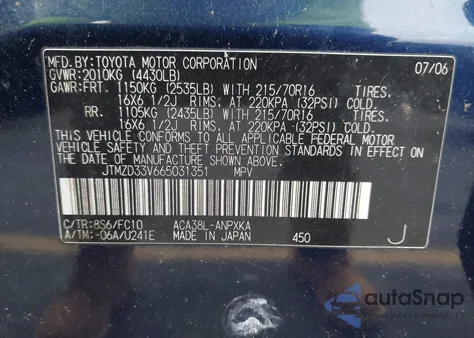 MFD.BY:TOYOTA MOTOR CORPORATION 07/06
GVWR:2010KG (4430LB)
GAWR:FRT. 1150KG (2535LB) WITH 215/70R16 TIRES.
16X6 1/2J RIMS, AT 220KPA (32PSI) COLD.
RR. 1105KG (2435LB) WITH 215/70R16 TIRES.
16X6 1/2J RIMS, AT 220KPA (32PSI) COLD.
THIS VEHICLE CONFORMS TO ALL APPLICABLE FEDERAL MOTOR
VEHICLE SAFETY STANDARDS IN EFFECT ON THE DATE OF
MANUFACTURE SHOWN ABOVE.
JTMZD33V665031351 MPV
C/TR:8S6/FC10 ACA38L-ANPXKA
A/TM:-06A/U241E MADE IN JAPAN 450 J
autoSnap
POWERED BY